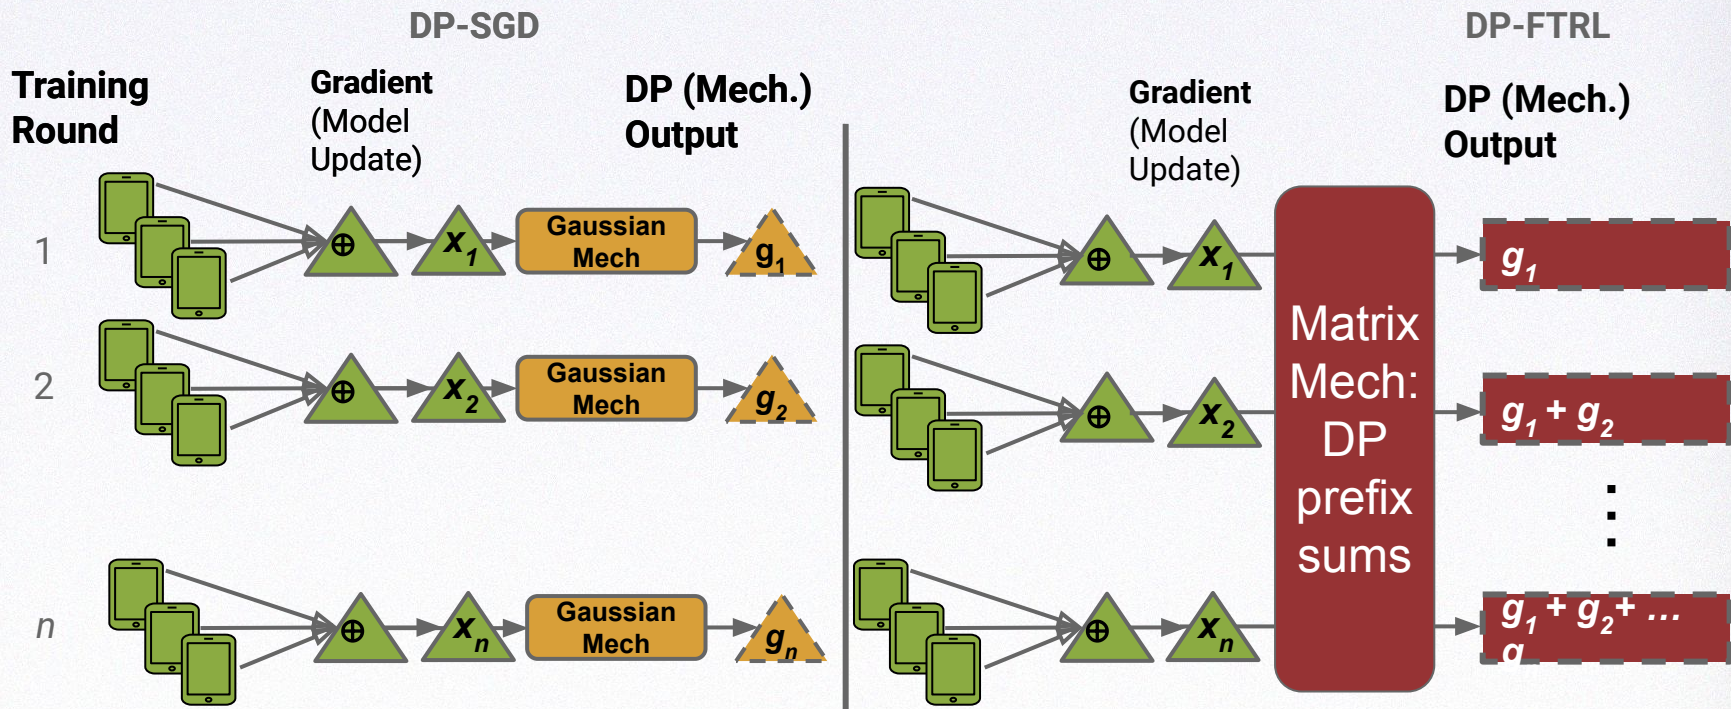 DP-SGD
Training
Round
Gradient
(Model
Update)
DP (Mech.)
Output
1
⊕
x1
Gaussian
Mech
g1
2
⊕
x2
Gaussian
Mech
g2
n
⊕
xn
Gaussian
Mech
gn
DP-FTRL
Gradient
(Model
Update)
DP (Mech.)
Output
⊕
x1
⊕
x2
⊕
xn
Matrix
Mech:
DP
prefix
sums
g1
g1 + g2
⋮
g1 + g2+ ...
g